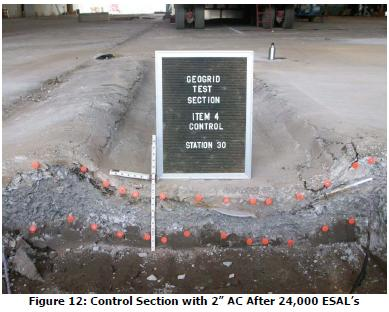 GEOGRID
TEST
SECTION
ITEM 4
CONTROL
STATION 30
Figure 12: Control Section with 2” AC After 24,000 ESAL’s